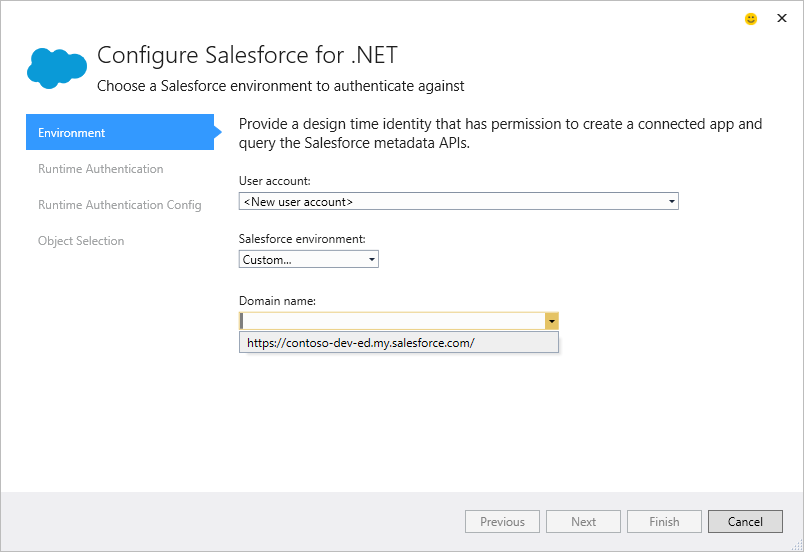 Configure Salesforce for .NET
Choose a Salesforce environment to authenticate against
Environment
Runtime Authentication
Runtime Authentication Config
Object Selection
Provide a design time identity that has permission to create a connected app and
query the Salesforce metadata APIs.
User account:
<New user account>
Salesforce environment:
Custom...
Domain name:
https://contoso-dev-ed.my.salesforce.com/
Previous
Next
Finish
Cancel